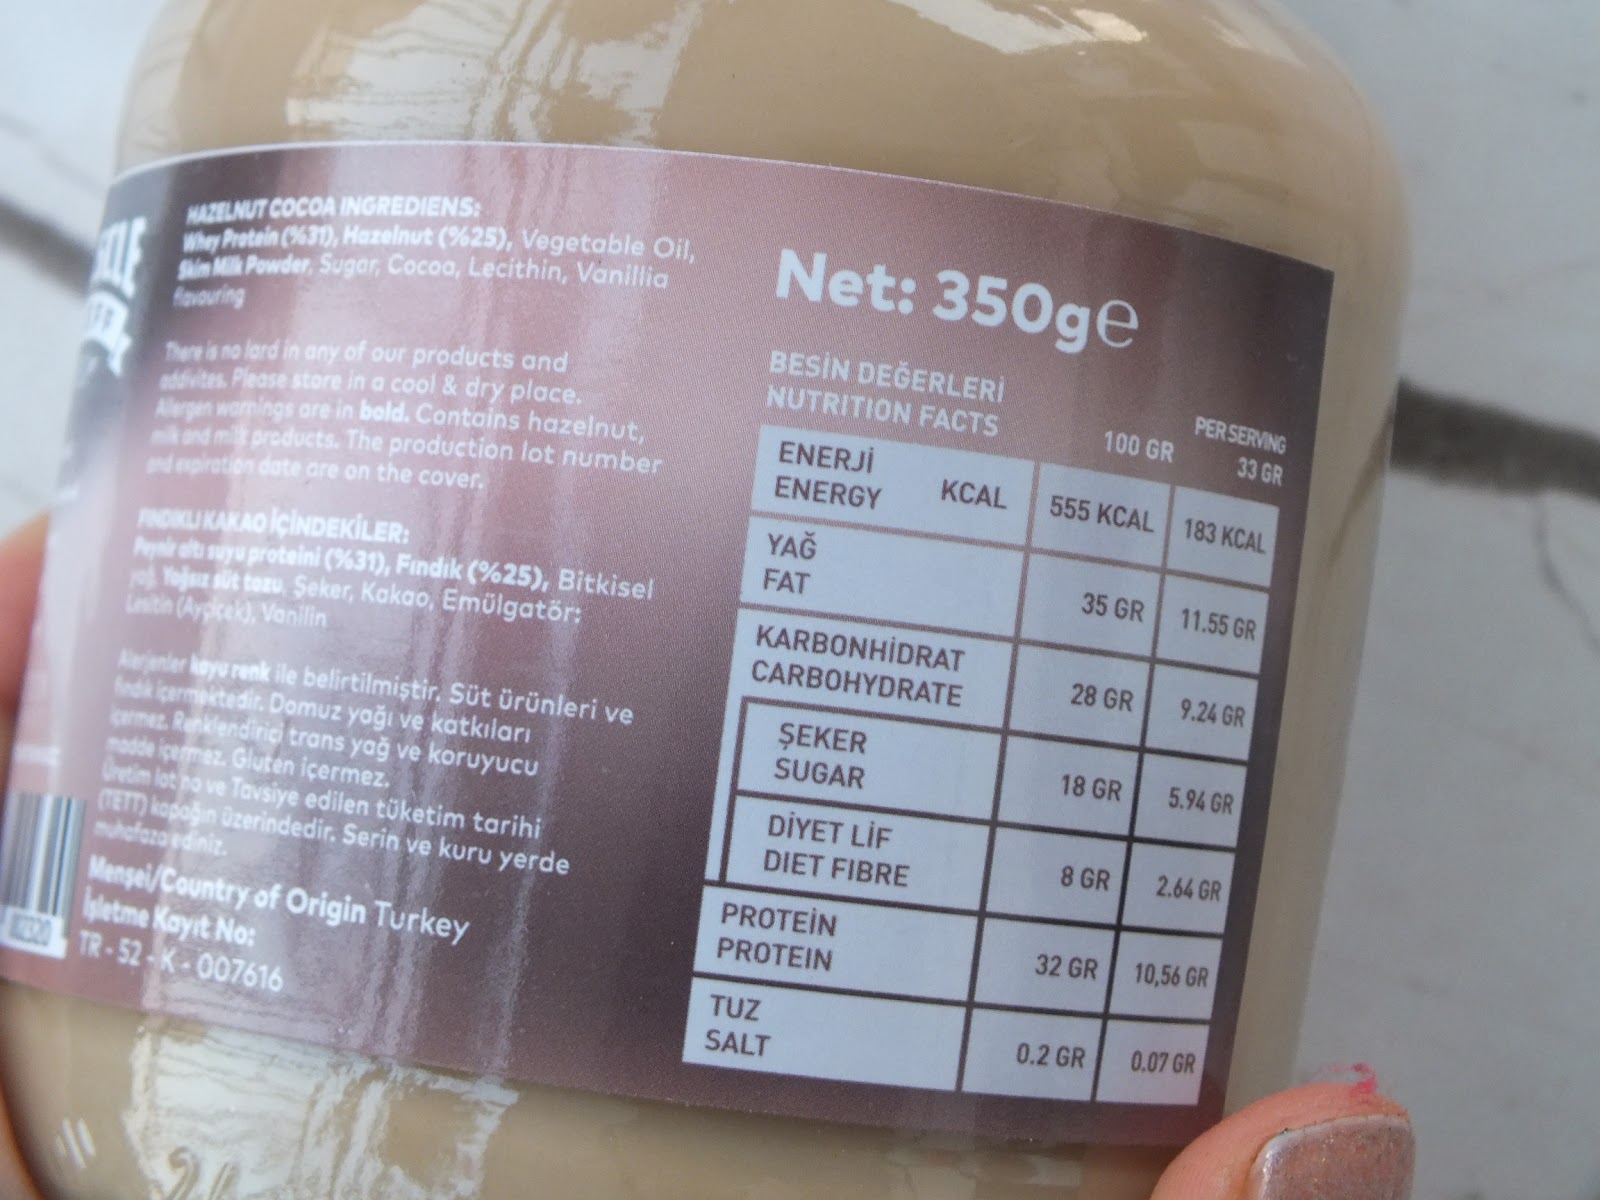 HAZELNUT COCOA INGREDIENS:
Whey Protein (%31), Hazelnut (%25), Vegetable Oil,
Skim Milk Powder, Sugar, Cocoa, Lecithin, Vanillia
flavouring
There is no lard in any of our products and
addivites. Please store in a cool & dry place.
Allergen warnings are in bold. Contains hazelnut,
milk and milk products. The production lot number
and expiration date are on the cover.
FINDIKLI KAKAO İÇİNDEKİLER:
Peynir altı suyu proteini (%31), Fındık (%25), Bitkisel
yağ, Yağsız süt tozu, Şeker, Kakao, Emülgatör:
Lesitin (Ayçiçek), Vanilin
Alerjenler koyu renk ile belirtilmiştir. Süt ürünleri ve
fındık içermektedir. Domuz yağı ve katkıları
içermez. Renklendirici trans yağ ve koruyucu
madde içermez. Gluten içermez.
Üretim lot no ve Tavsiye edilen tüketim tarihi
(TETT) kapağın üzerindedir. Serin ve kuru yerde
muhafaza ediniz.
Menşei/Country of Origin Turkey
İşletme Kayıt No:
TR - 52 - K - 007616
Net: 350g℮
BESİN DEĞERLERİ
NUTRITION FACTS
100 GR
PER SERVING
33 GR
ENERJİ
ENERGY KCAL 555 KCAL 183 KCAL
YAĞ
FAT 35 GR 11.55 GR
KARBONHİDRAT
CARBOHYDRATE 28 GR 9.24 GR
ŞEKER
SUGAR 18 GR 5.94 GR
DİYET LİF
DIET FIBRE 8 GR 2.64 GR
PROTEİN
PROTEIN 32 GR 10,56 GR
TUZ
SALT 0.2 GR 0.07 GR